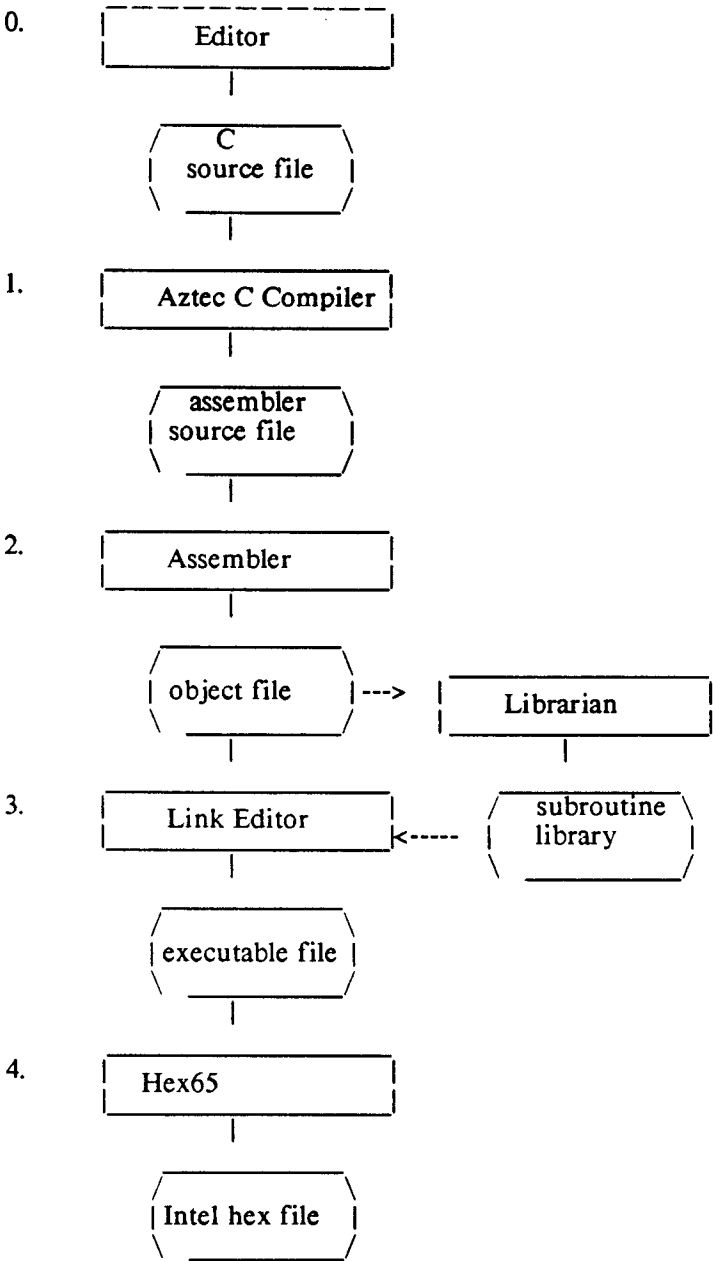 0.
Editor
C
source file
1.
Aztec C Compiler
assembler
source file
2.
Assembler
object file
--->
Librarian
3.
Link Editor
<-----
subroutine
library
executable file
4.
Hex65
Intel hex file